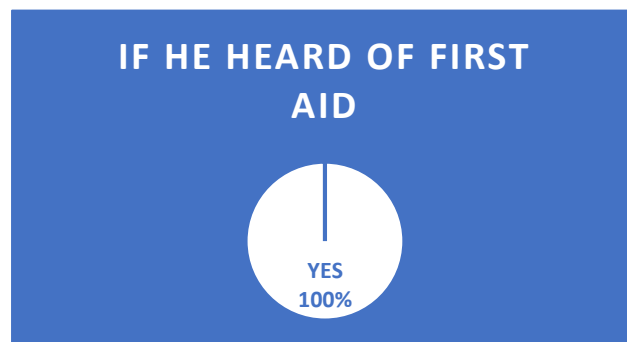 IF HE HEARD OF FIRST
AID
YES
100%